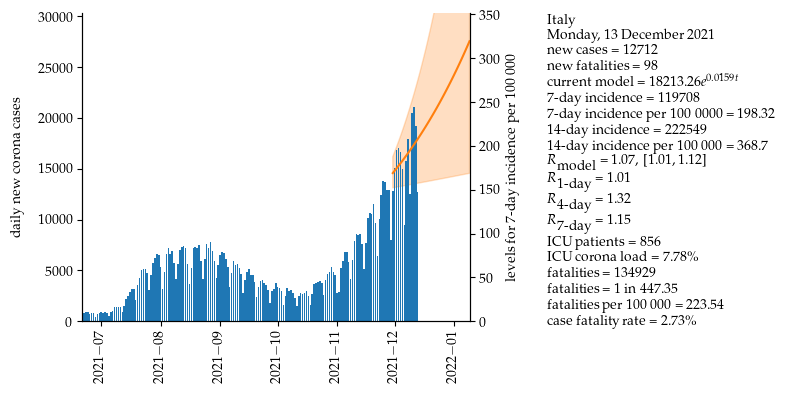 30000
25000
20000
15000
10000
5000
0
daily new corona cases
350
300
250
200
150
100
50
0
levels for 7-day incidence per 100 000
2021−07
2021−08
2021−09
2021−10
2021−11
2021−12
2022−01
Italy
Monday, 13 December 2021
new cases = 12712
new fatalities = 98
current model = 18213.26e^0.0159t
7-day incidence = 119708
7-day incidence per 100 0000 = 198.32
14-day incidence = 222549
14-day incidence per 100 000 = 368.7
R model = 1.07, [1.01, 1.12]
R 1-day = 1.01
R 4-day = 1.32
R 7-day = 1.15
ICU patients = 856
ICU corona load = 7.78%
fatalities = 134929
fatalities = 1 in 447.35
fatalities per 100 000 = 223.54
case fatality rate = 2.73%